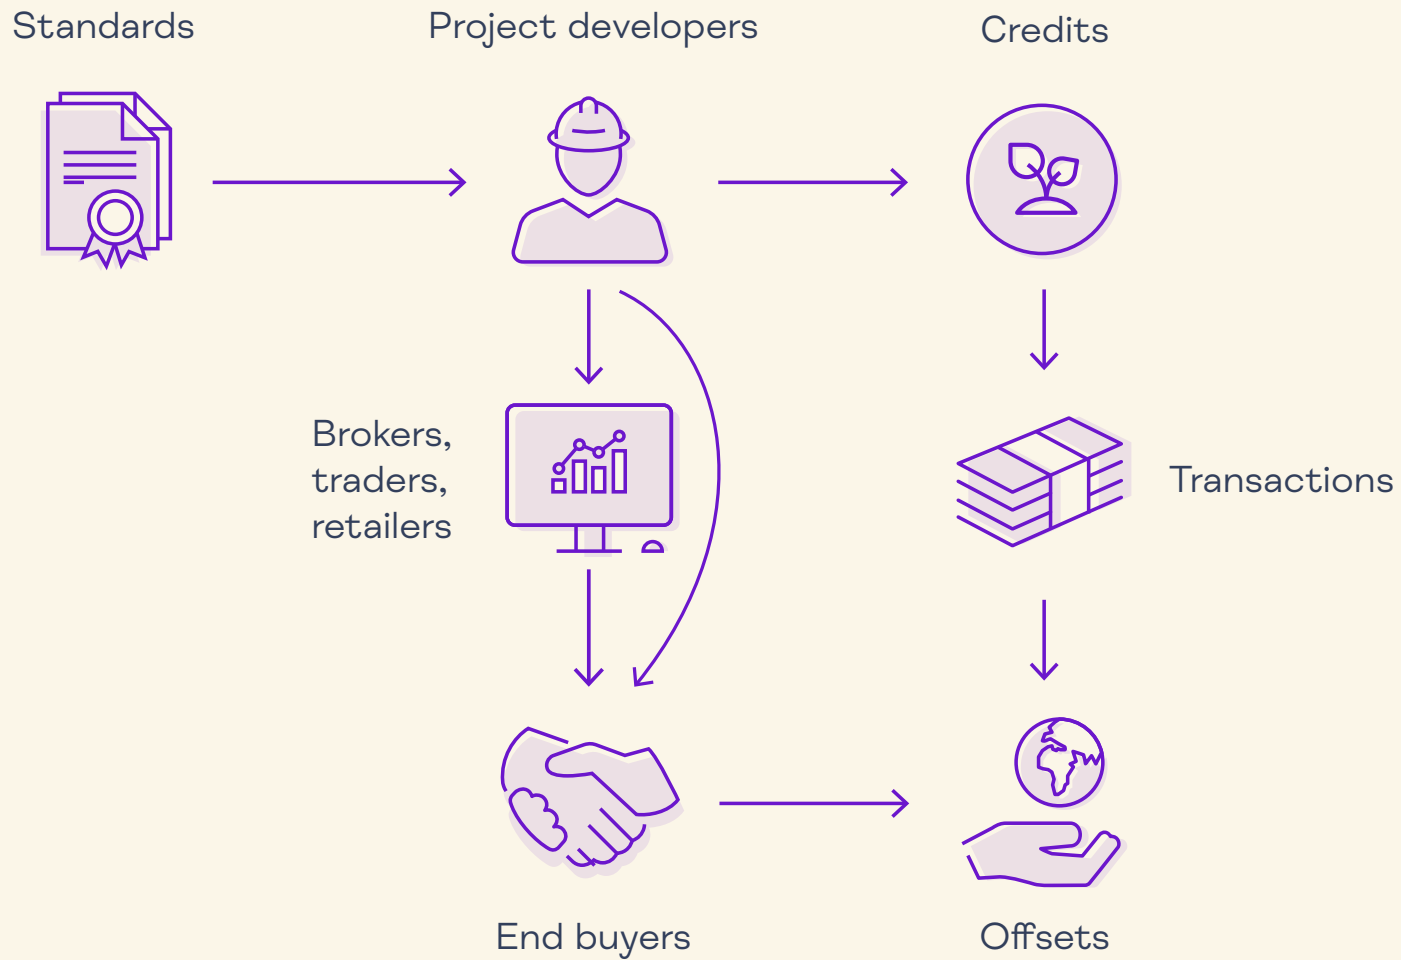 Standards
Project developers
Credits
Brokers,
traders,
retailers
Transactions
End buyers
Offsets